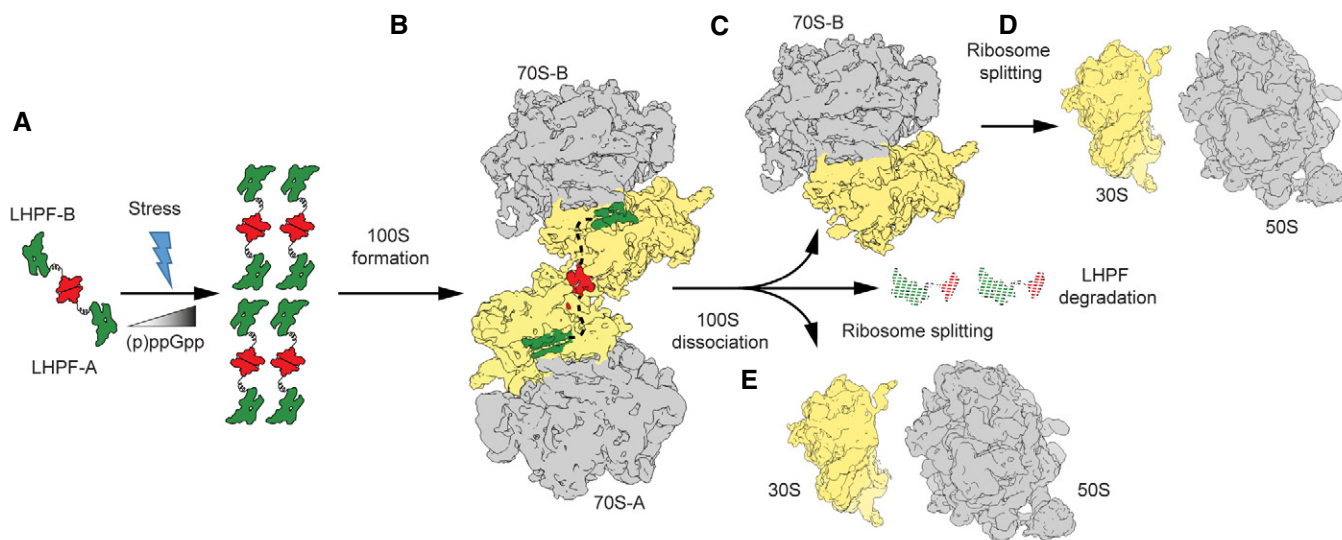 A
LHPF-B
LHPF-A
Stress
(p)ppGpp
100S
formation
B
70S-B
70S-A
100S
dissociation
C
70S-B
Ribosome
splitting
D
30S
50S
LHPF
degradation
Ribosome splitting
E
30S
50S